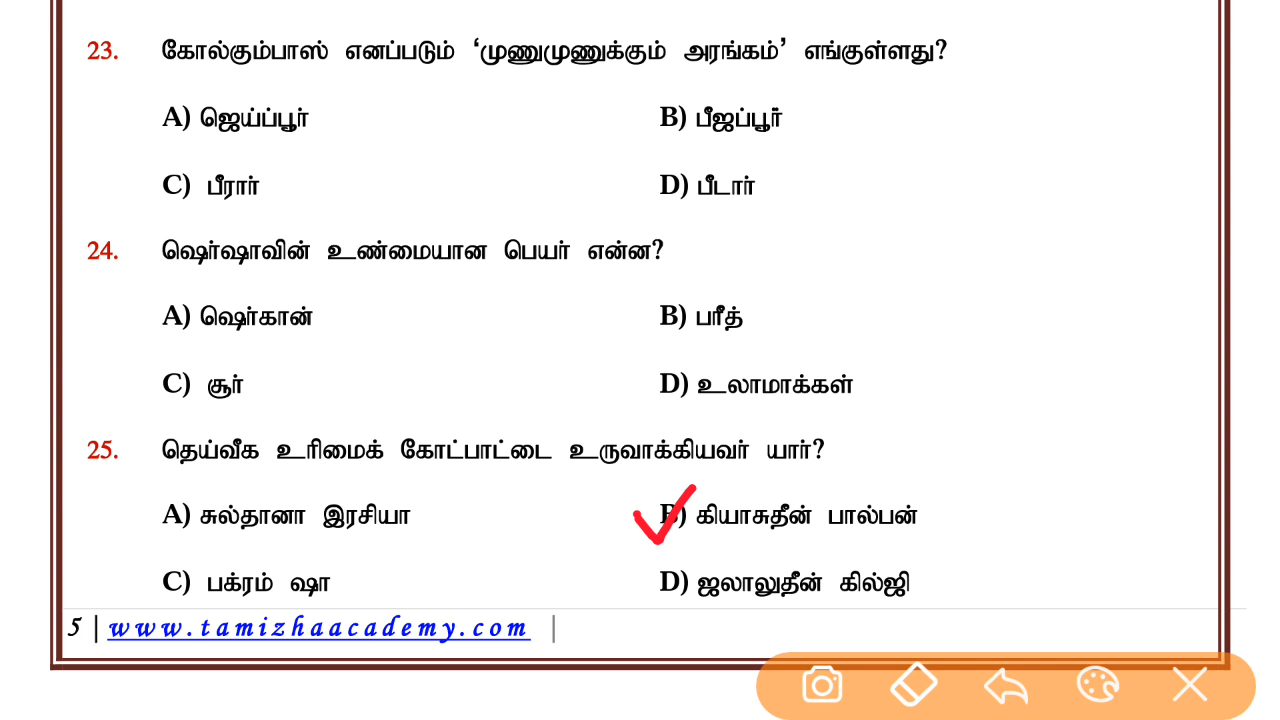 23. கோல்கும்பாஸ் எனப்படும் ‘முணுமுணுக்கும் அரங்கம்’ எங்குள்ளது?
A) ஜெய்ப்பூர் B) பீஜப்பூர்
C) பீரார் D) பீடார்
24. ஷெர்ஷாவின் உண்மையான பெயர் என்ன?
A) ஷெர்கான் B) பரீத்
C) சூர் D) உலாமாக்கள்
25. தெய்வீக உரிமைக் கோட்பாட்டை உருவாக்கியவர் யார்?
A) சுல்தானா இரசியா B) கியாசுதீன் பால்பன்
C) பக்ரம் ஷா D) ஜலாலுதீன் கில்ஜி
5 | www.tamizhaacademy.com |